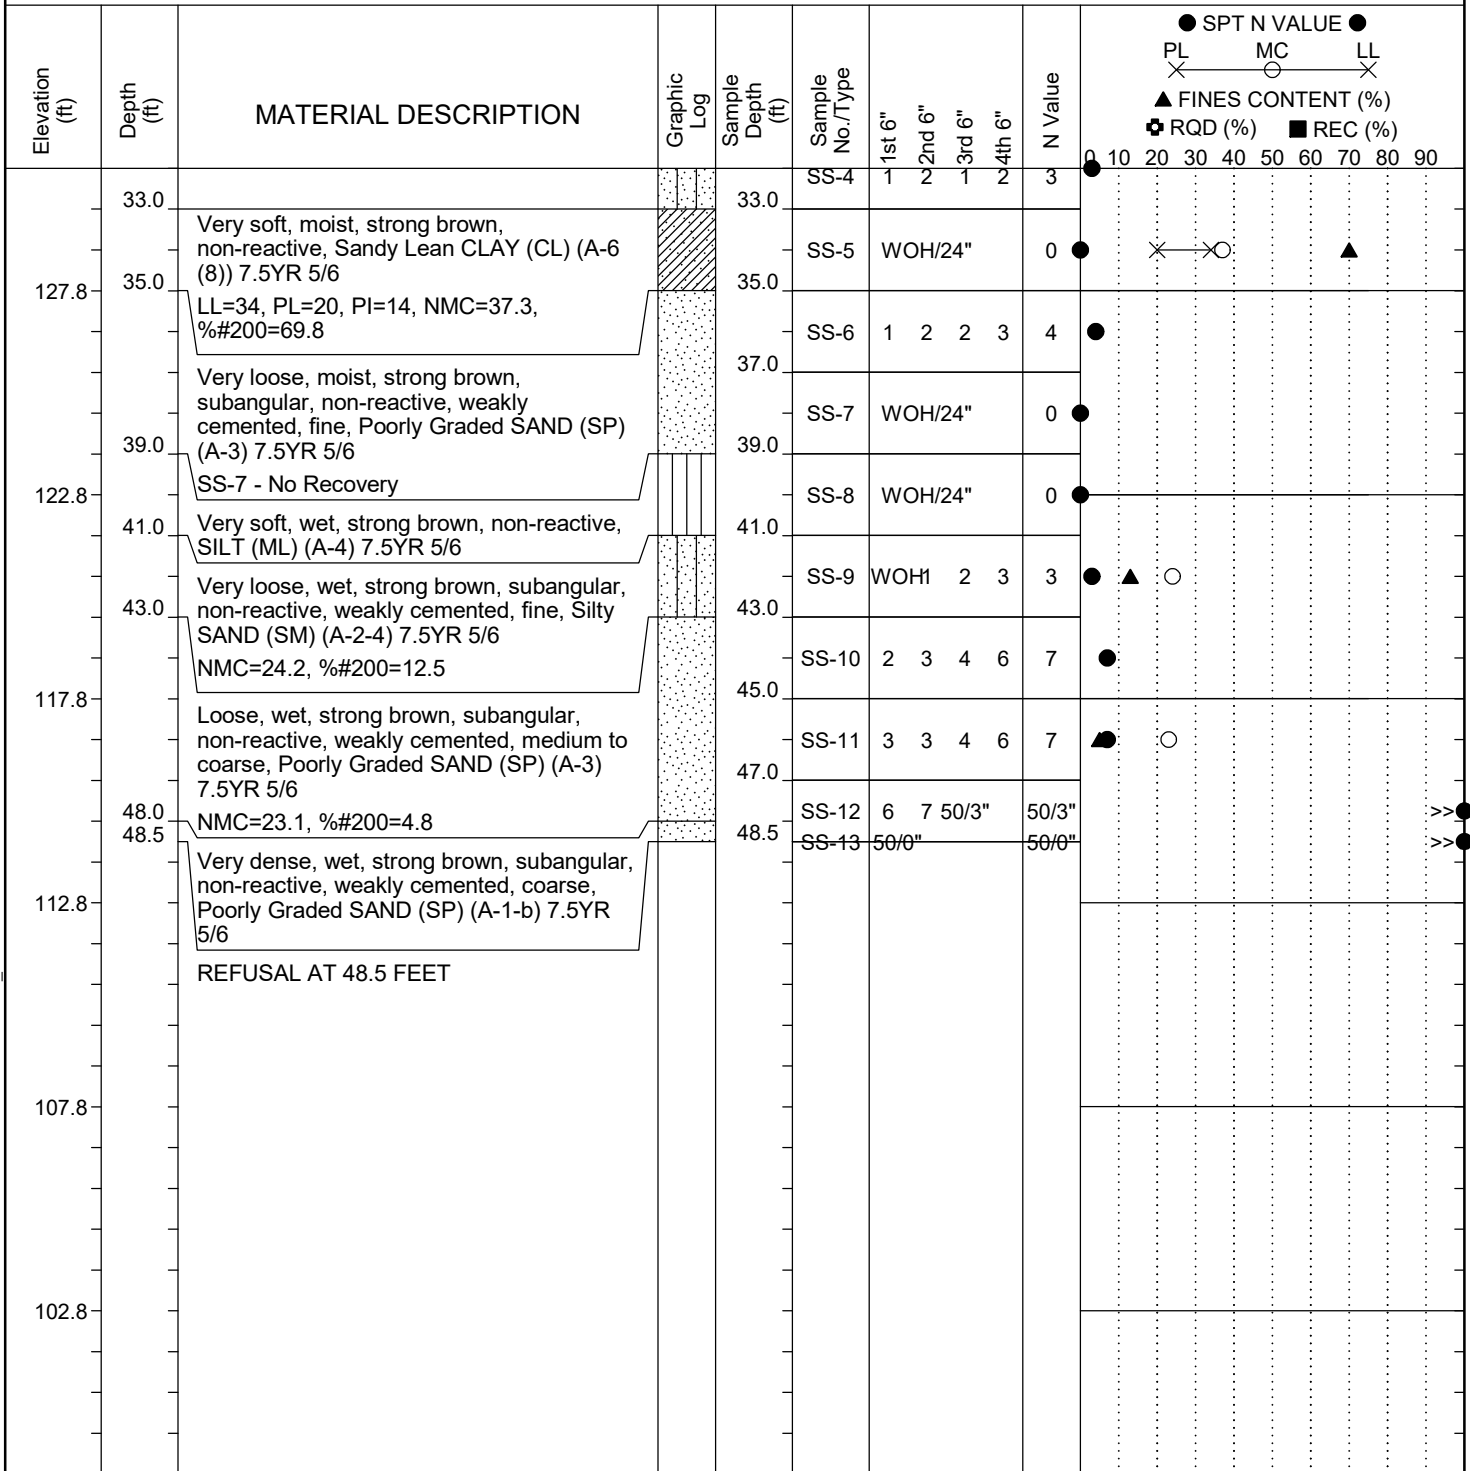 ● SPT N VALUE ●
PL MC LL
▲ FINES CONTENT (%)
RQD (%) ■ REC (%)
0 10 20 30 40 50 60 70 80 90
Elevation
(ft)
Depth
(ft)
MATERIAL DESCRIPTION
Graphic
Log
Sample
Depth
(ft)
Sample
No./Type
1st 6"
2nd 6"
3rd 6"
4th 6"
N Value
SS-4 1 2 1 2 3
33.0 33.0
Very soft, moist, strong brown,
non-reactive, Sandy Lean CLAY (CL) (A-6
(8)) 7.5YR 5/6
SS-5 WOH/24" 0
127.8 35.0 35.0
LL=34, PL=20, PI=14, NMC=37.3,
%#200=69.8
SS-6 1 2 2 3 4
37.0
Very loose, moist, strong brown,
subangular, non-reactive, weakly
cemented, fine, Poorly Graded SAND (SP)
(A-3) 7.5YR 5/6
SS-7 WOH/24" 0
39.0 39.0
SS-7 - No Recovery
122.8 SS-8 WOH/24" 0
41.0 41.0
Very soft, wet, strong brown, non-reactive,
SILT (ML) (A-4) 7.5YR 5/6
SS-9 WOH 1 2 3 3
Very loose, wet, strong brown, subangular,
non-reactive, weakly cemented, fine, Silty
SAND (SM) (A-2-4) 7.5YR 5/6
43.0 43.0
NMC=24.2, %#200=12.5
SS-10 2 3 4 6 7
117.8 45.0
Loose, wet, strong brown, subangular,
non-reactive, weakly cemented, medium to
coarse, Poorly Graded SAND (SP) (A-3)
7.5YR 5/6
SS-11 3 3 4 6 7
47.0
48.0 NMC=23.1, %#200=4.8
SS-12 6 7 50/3" 50/3" >>
48.5 48.5
SS-13 50/0" 50/0" >>
Very dense, wet, strong brown, subangular,
non-reactive, weakly cemented, coarse,
Poorly Graded SAND (SP) (A-1-b) 7.5YR
5/6
112.8
REFUSAL AT 48.5 FEET
107.8
102.8